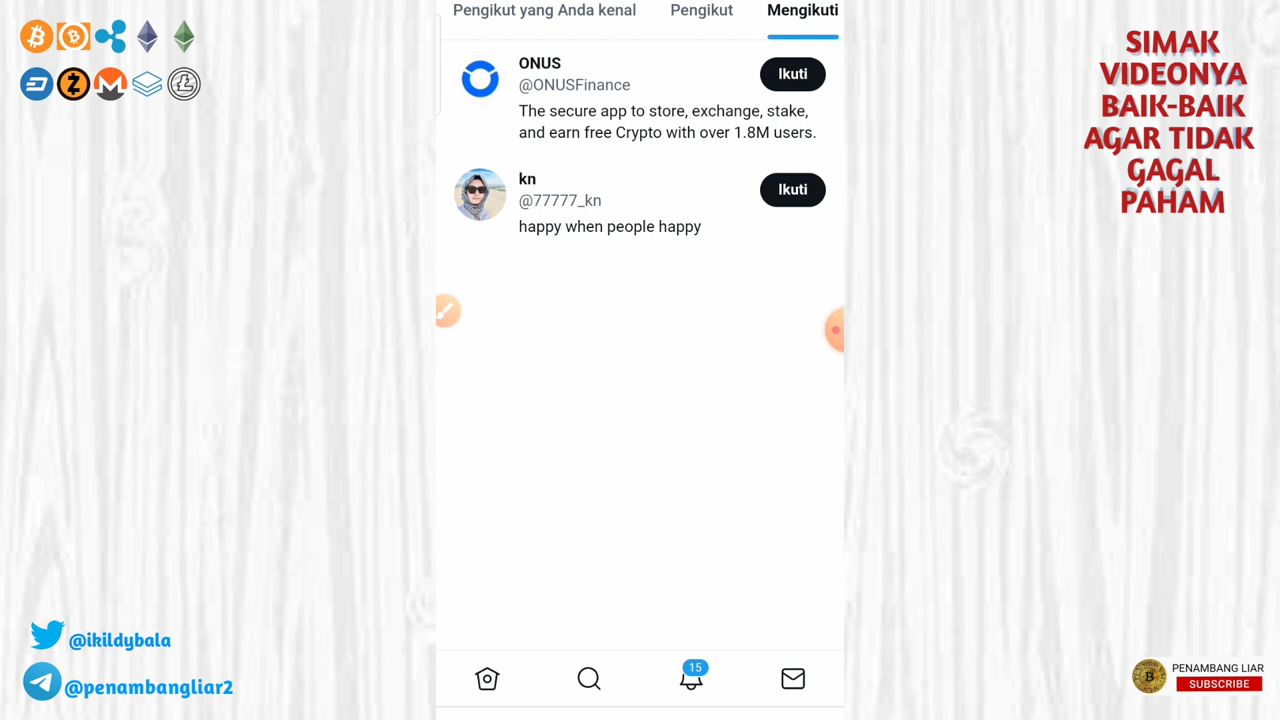 Pengikut yang Anda kenal
Pengikut
Mengikuti
ONUS
@ONUSFinance
Ikuti
The secure app to store, exchange, stake,
and earn free Crypto with over 1.8M users.
kn
@77777_kn
Ikuti
happy when people happy
15
SIMAK
VIDEONYA
BAIK-BAIK
AGAR TIDAK
GAGAL
PAHAM
@ikildybala
@penambangliar2
PENAMBANG LIAR
SUBSCRIBE